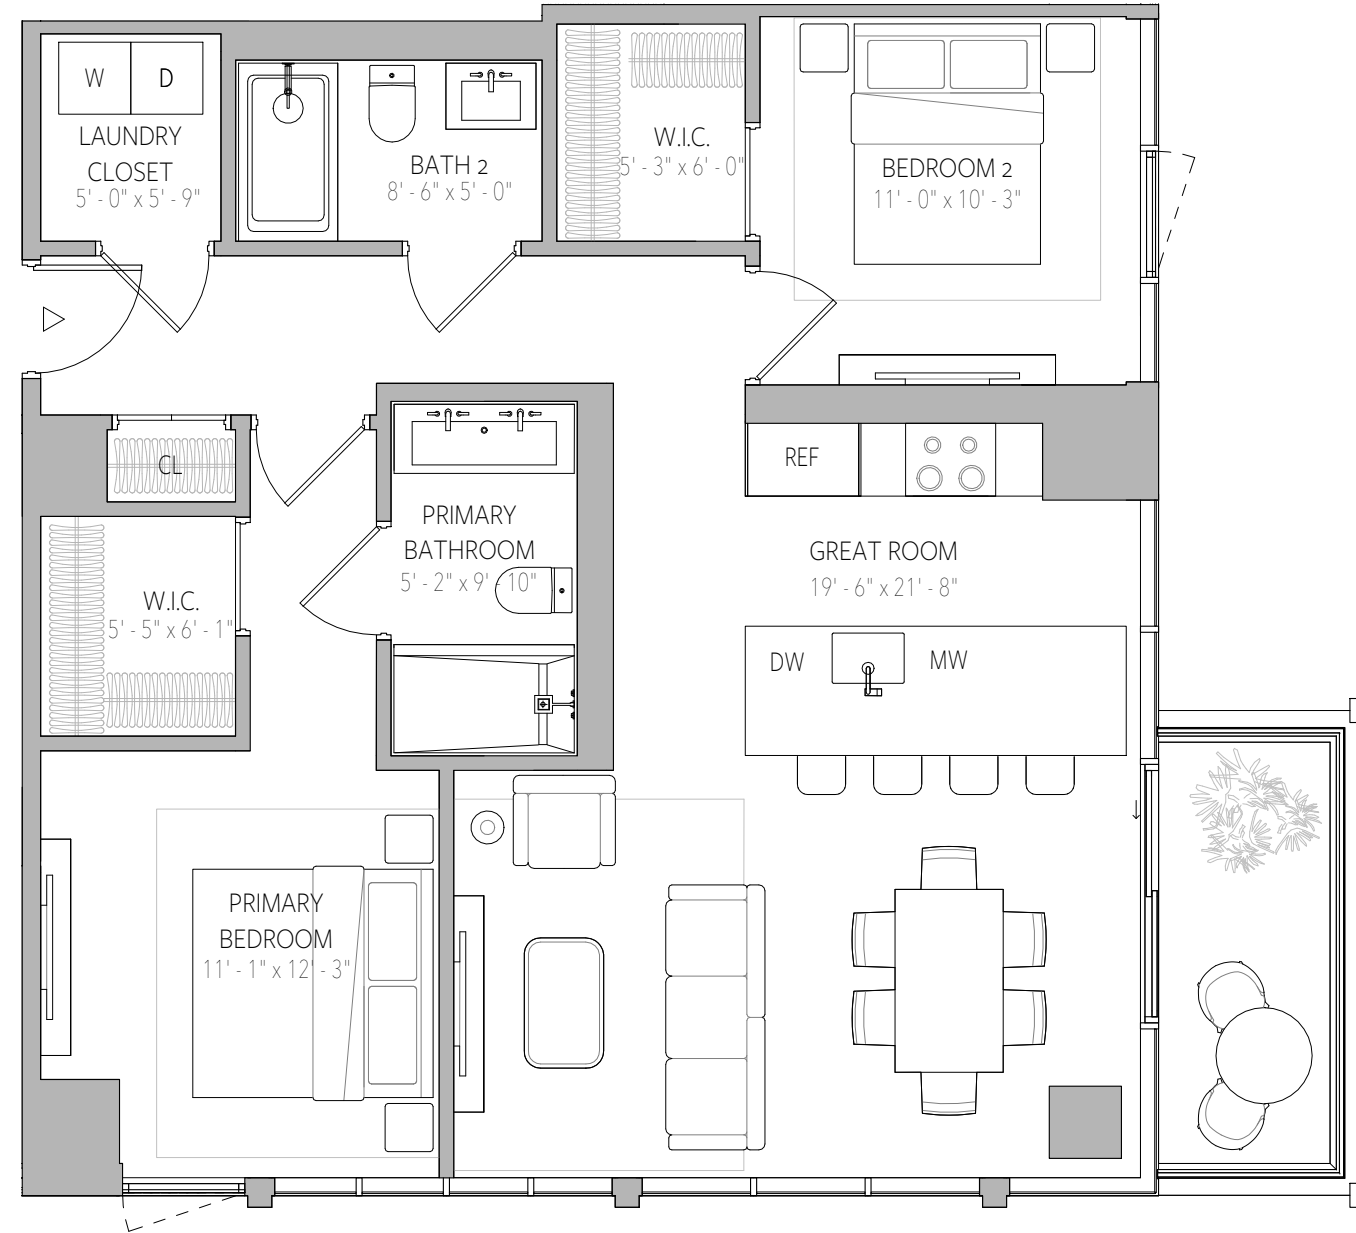 W D
LAUNDRY
CLOSET
5' - 0" x 5' - 9"
BATH 2
8' - 6" x 5' - 0"
W.I.C.
5' - 3" x 6' - 0"
BEDROOM 2
11' - 0" x 10' - 3"
CL
REF
PRIMARY
BATHROOM
5' - 2" x 9' - 10"
GREAT ROOM
19' - 6" x 21' - 8"
W.I.C.
5' - 5" x 6' - 1"
DW
MW
PRIMARY
BEDROOM
11' - 1" x 12' - 3"